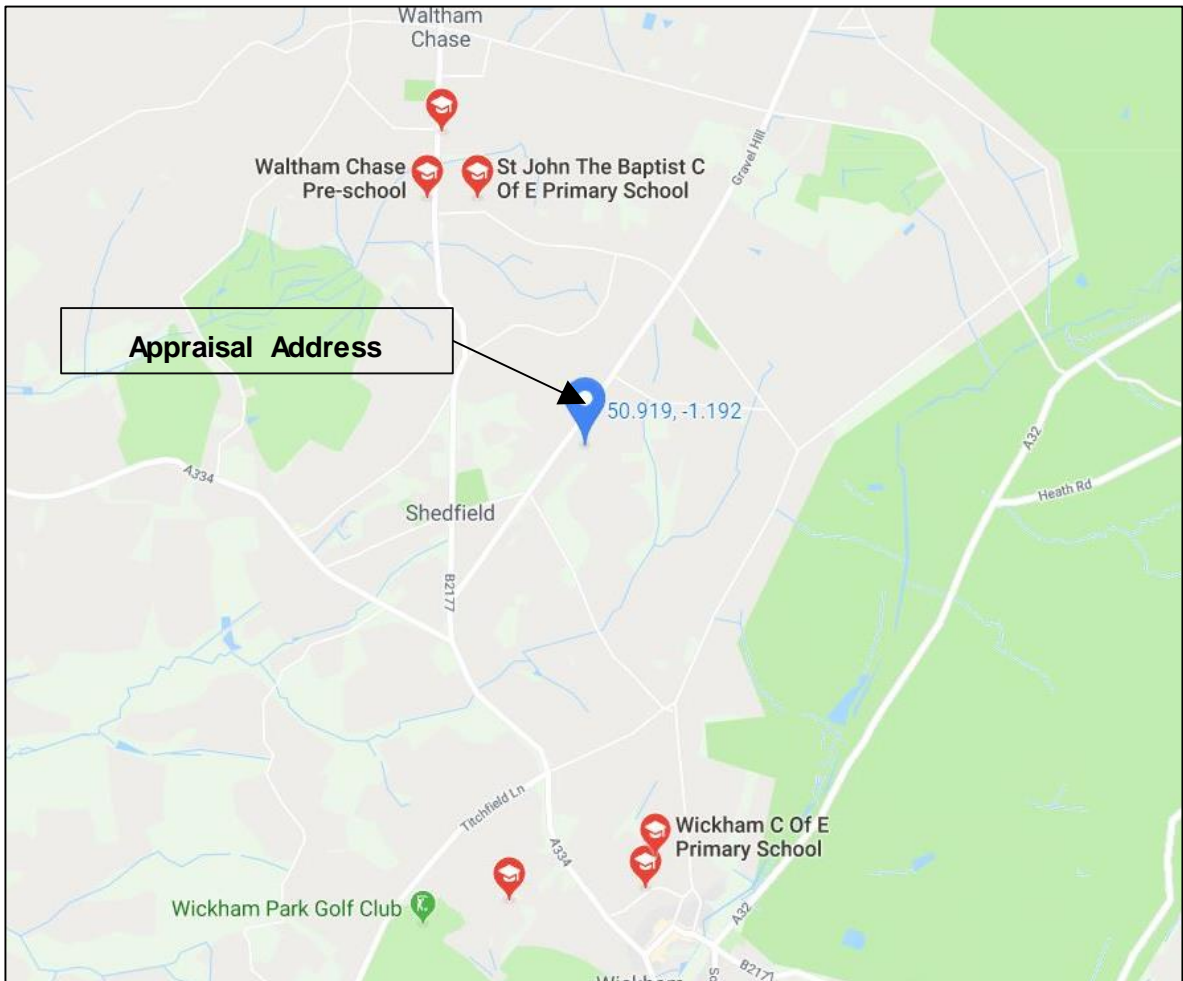 Waltham
Chase
Gravel Hill
Waltham Chase
Pre-school
St John The Baptist C
Of E Primary School
Appraisal Address
50.919, -1.192
A32
A334
Heath Rd
Shedfield
B2177
Titchfield Ln
A334
Wickham C Of E
Primary School
Wickham Park Golf Club
A32
Wickham